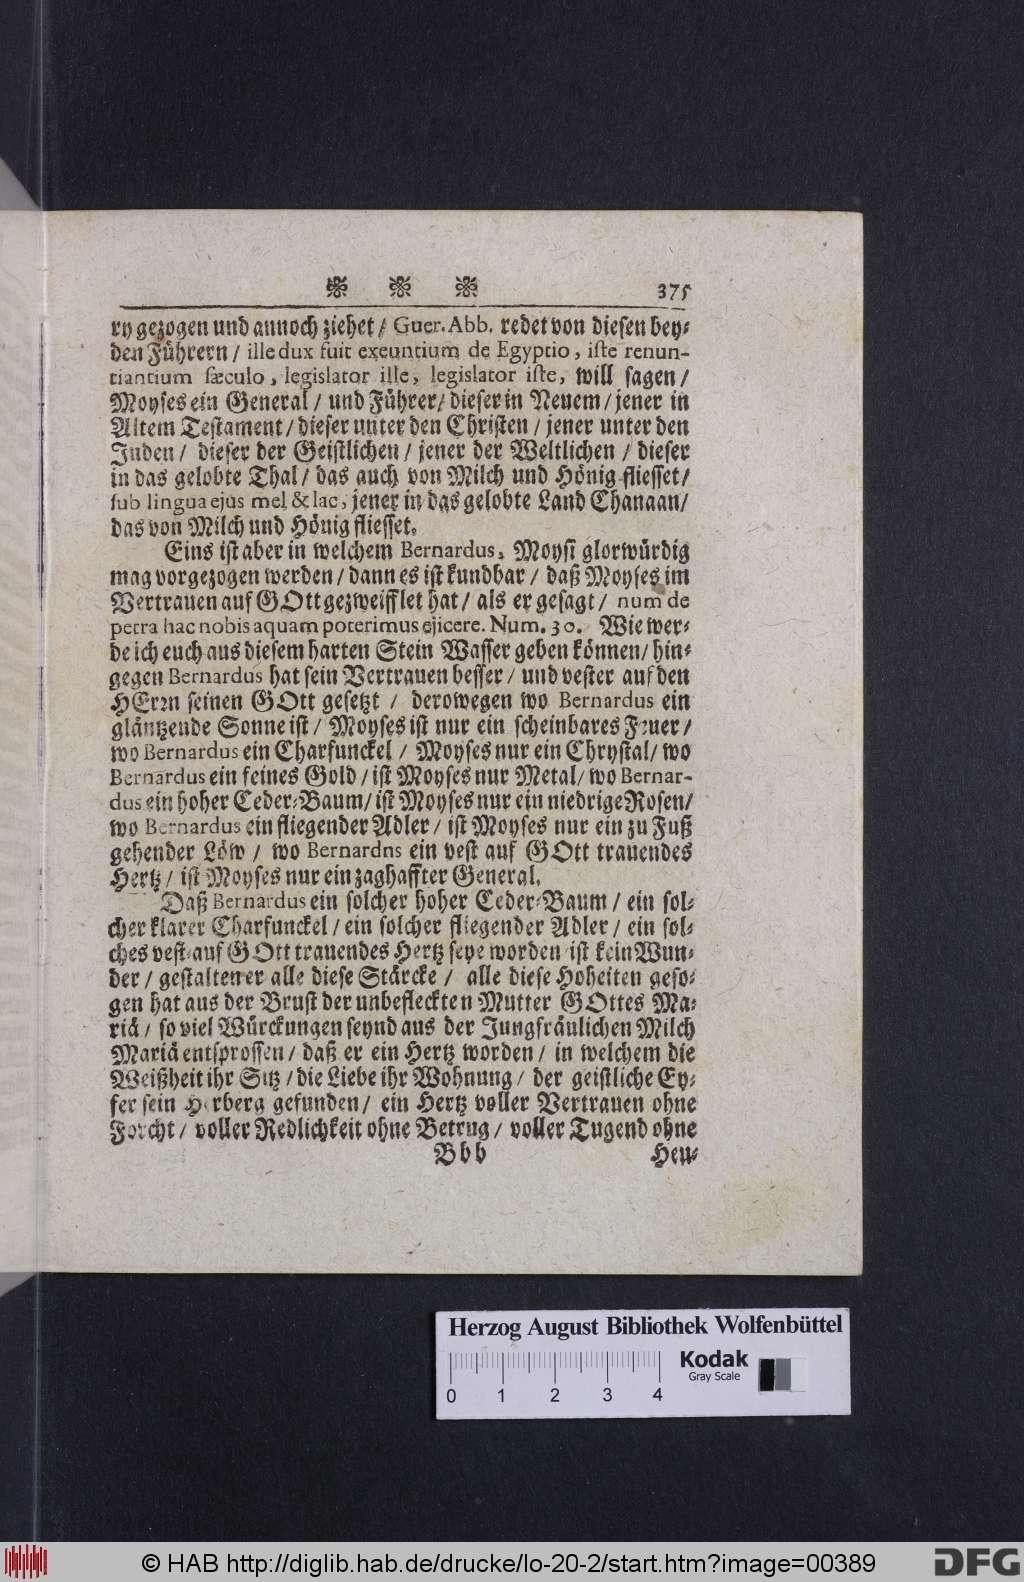 375
ry gezogen und annoch ziehet / Guer. Abb. redet von diesen bey-
den Führern / ille dux fuit exeuntium de Egyptio, iste renun-
tiantium sæculo, legislator ille, legislator iste, will sagen /
Moyses ein General / und Führer / dieser in Neuem / jener in
Altem Testament / dieser unter den Christen / jener unter den
Juden / dieser der Geistlichen / jener der Weltlichen / dieser
in das gelobte Thal / das auch von Milch und Hönig fliesset /
sub lingua ejus mel & lac, jener in das gelobte Land Chanaan /
das von Milch und Hönig fliesset.
Eins ist aber in welchem Bernardus, Moysi glorwürdig
mag vorgezogen werden / dann es ist kundbar / daß Moyses im
Vertrauen auf GOtt gezweifflet hat / als er gesagt / num de
petra hac nobis aquam poterimus ejicere. Num. 30. Wie wer-
de ich euch aus diesem harten Stein Wasser geben können / hin-
gegen Bernardus hat sein Vertrauen besser / und vester auf den
HErrn seinen GOtt gesetzt / derowegen wo Bernardus ein
gläntzende Sonne ist / Moyses ist nur ein scheinbares Feuer /
wo Bernardus ein Charfunckel / Moyses nur ein Chrystal / wo
Bernardus ein feines Gold / ist Moyses nur Metal / wo Bernar-
dus ein hoher Ceder-Baum / ist Moyses nur ein niedrige Rosen /
wo Bernardus ein fliegender Adler / ist Moyses nur ein zu Fuß
gehender Löw / wo Bernardns ein vest auf GOtt trauendes
Hertz / ist Moyses nur ein zaghaffter General.
Daß Bernardus ein solcher hoher Ceder-Baum / ein sol-
cher klarer Charfunckel / ein solcher fliegender Adler / ein sol-
ches vest-auf GOtt trauendes Hertz seye worden ist kein Wun-
der / gestalten er alle diese Stärcke / alle diese Hoheiten geso-
gen hat aus der Brust der unbefleckten Mutter GOttes Ma-
riä / so viel Würckungen seynd aus der Jungfräulichen Milch
Mariä entsprossen / daß er ein Hertz worden / in welchem die
Weißheit ihr Sitz / die Liebe ihr Wohnung / der geistliche Ey-
fer sein Herberg gefunden / ein Hertz voller Vertrauen ohne
Forcht / voller Redlichkeit ohne Betrug / voller Tugend ohne
Bbb Heu-
Herzog August Bibliothek Wolfenbüttel
Kodak
Gray Scale
0 1 2 3 4
© HAB http://diglib.hab.de/drucke/lo-20-2/start.htm?image=00389
DFG